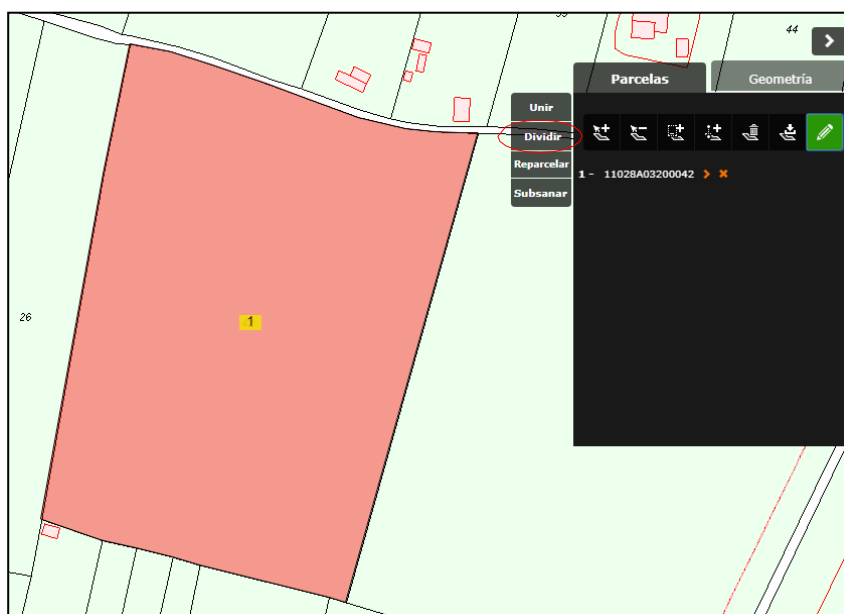 44
Parcelas
Geometría
Unir
Dividir
Reparcelar
Subsanar
1 - 11028A03200042
26
1